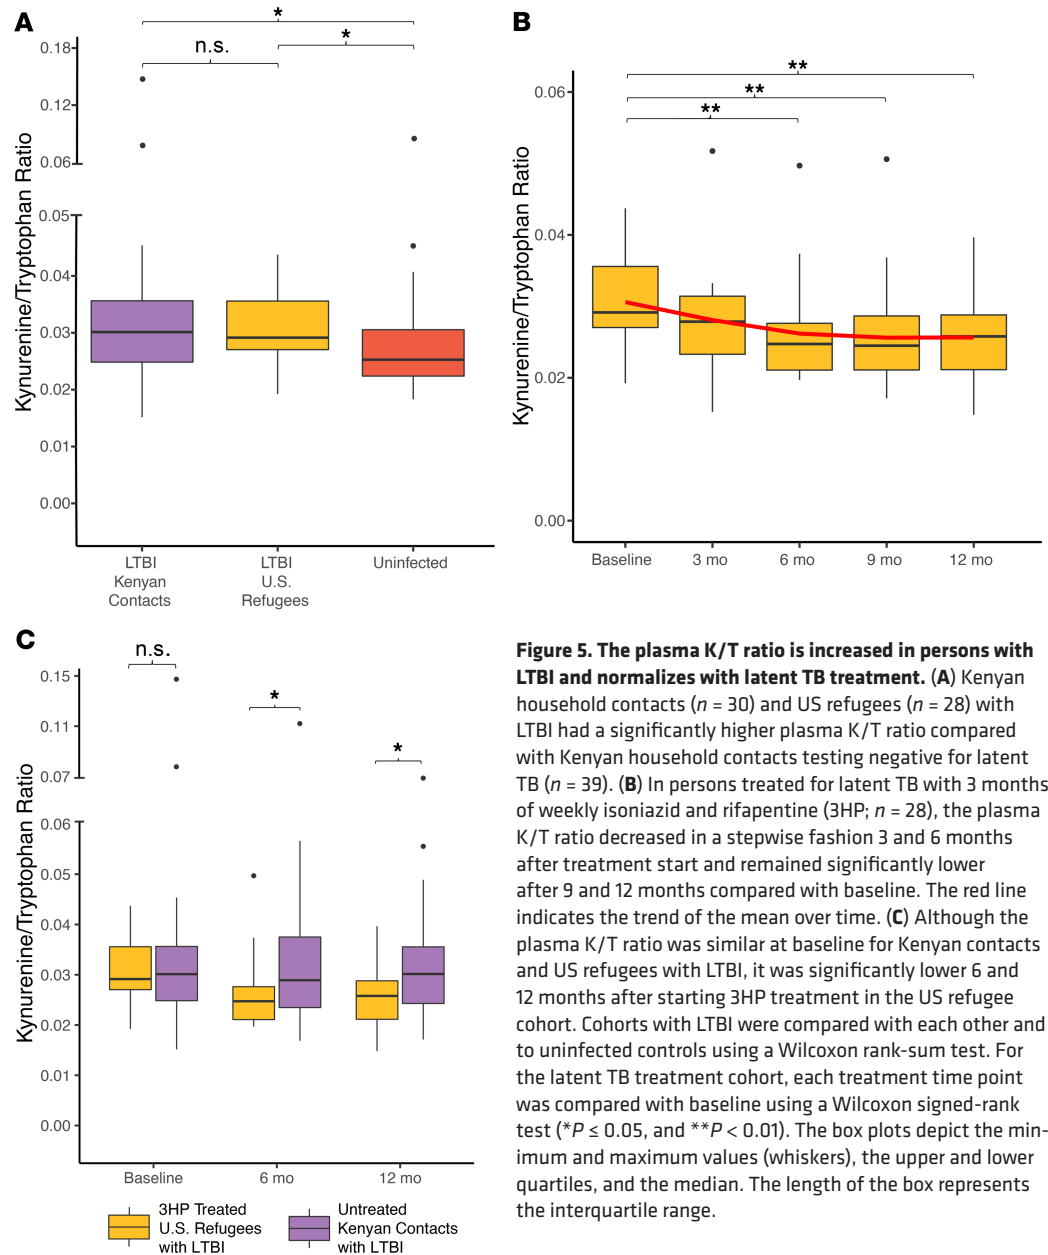 A
*
*
n.s.
0.18
0.12
0.06
0.05
0.04
0.03
0.02
0.01
0.00
Kynurenine/Tryptophan Ratio
LTBI
Kenyan
Contacts
LTBI
U.S.
Refugees
Uninfected
B
**
**
**
0.06
0.04
0.02
0.00
Kynurenine/Tryptophan Ratio
Baseline
3 mo
6 mo
9 mo
12 mo
C
n.s.
*
*
0.15
0.11
0.07
0.06
0.05
0.04
0.03
0.02
0.01
0.00
Kynurenine/Tryptophan Ratio
Baseline
6 mo
12 mo
3HP Treated
U.S. Refugees
with LTBI
Untreated
Kenyan Contacts
with LTBI
Figure 5. The plasma K/T ratio is increased in persons with
LTBI and normalizes with latent TB treatment. (A) Kenyan
household contacts (n = 30) and US refugees (n = 28) with
LTBI had a significantly higher plasma K/T ratio compared
with Kenyan household contacts testing negative for latent
TB (n = 39). (B) In persons treated for latent TB with 3 months
of weekly isoniazid and rifapentine (3HP; n = 28), the plasma
K/T ratio decreased in a stepwise fashion 3 and 6 months
after treatment start and remained significantly lower
after 9 and 12 months compared with baseline. The red line
indicates the trend of the mean over time. (C) Although the
plasma K/T ratio was similar at baseline for Kenyan contacts
and US refugees with LTBI, it was significantly lower 6 and
12 months after starting 3HP treatment in the US refugee
cohort. Cohorts with LTBI were compared with each other and
to uninfected controls using a Wilcoxon rank-sum test. For
the latent TB treatment cohort, each treatment time point
was compared with baseline using a Wilcoxon signed-rank
test (*P ≤ 0.05, and **P < 0.01). The box plots depict the min-
imum and maximum values (whiskers), the upper and lower
quartiles, and the median. The length of the box represents
the interquartile range.